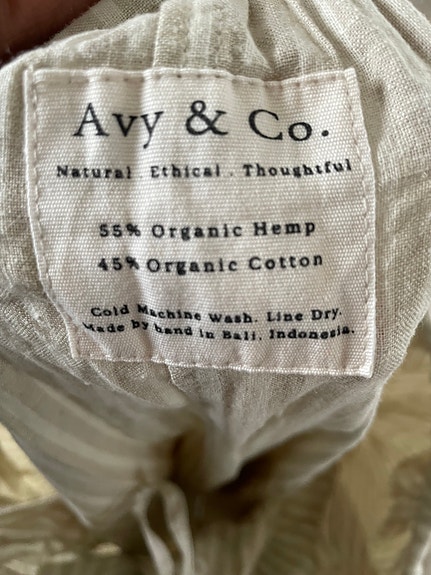 Avy & Co.
Natural. Ethical. Thoughtful
55% Organic Hemp
45% Organic Cotton
Cold Machine Wash. Line Dry.
Made by hand in Bali, Indonesia.